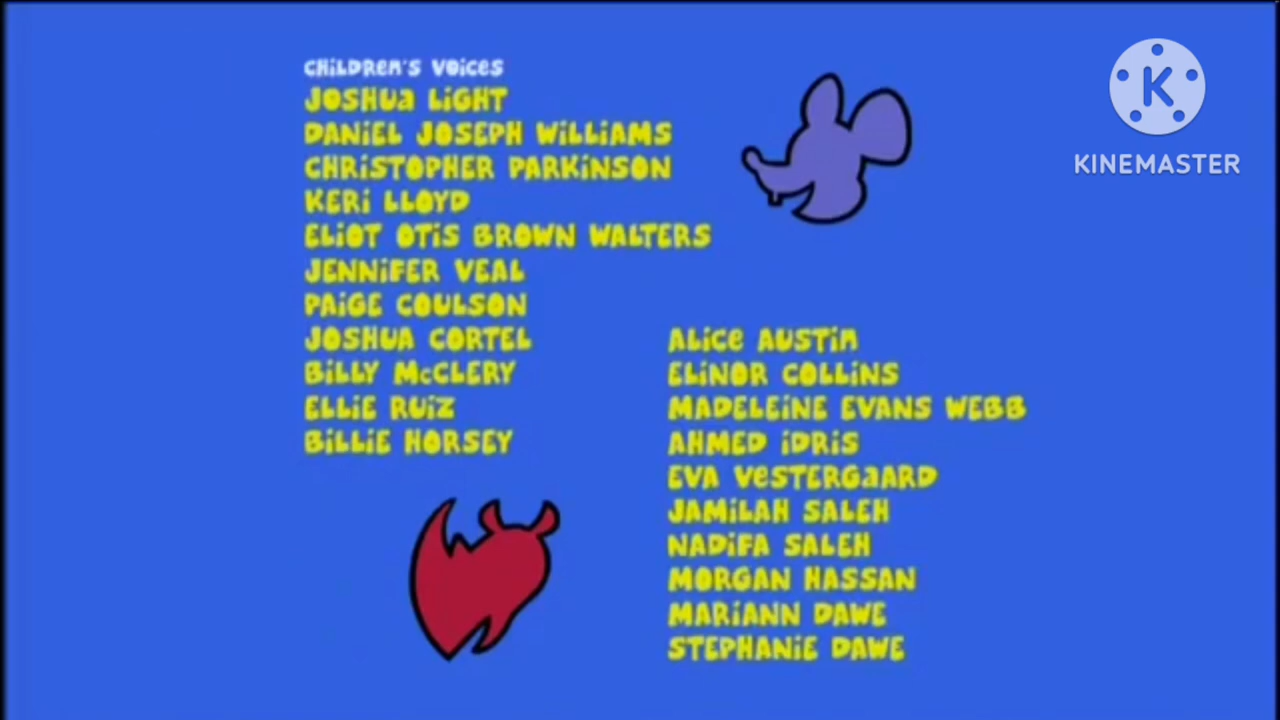 CHiLDRen's Voices
JOSHUa LiGHT
DANiEL JOSEPH WiLLiAMS
CHRiSTOPHER PARKiNSON
KERi LLOYD
ELiOT OTiS BROWN WALTERS
JENNiFER VEAL
PAiGE COULSON
JOSHUA CORTEL
BiLLY McCLERY
ELLiE RUiZ
BiLLiE HORSEY
ALiCe AUSTin
ELiNOR COLLiNS
MADELEiNE EVANS WEBB
AHMED iDRiS
EVA VeSTERGaARD
JAMiLAH SALEH
NADiFA SALEH
MORGAN HASSAN
MARiANN DAWE
STEPHANiE DAWE
K
KINEMASTER